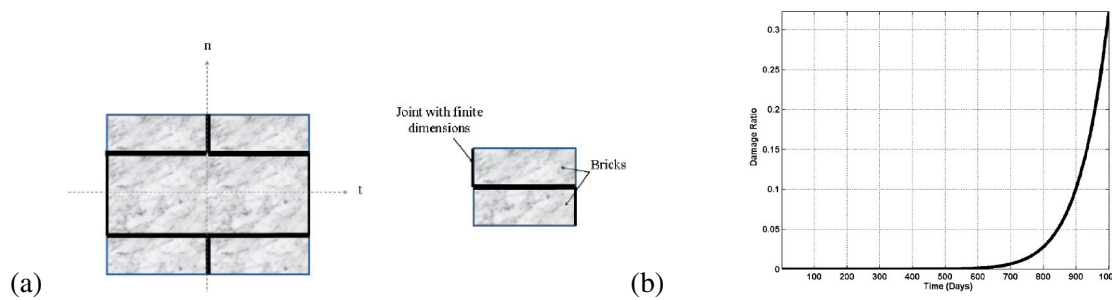 n
Joint with finite
dimensions
Bricks
t
(a)
Damage Ratio
0.3
0.25
0.2
0.15
0.1
0.05
0
100 200 300 400 500 600 700 800 900 100
Time (Days)
(b)